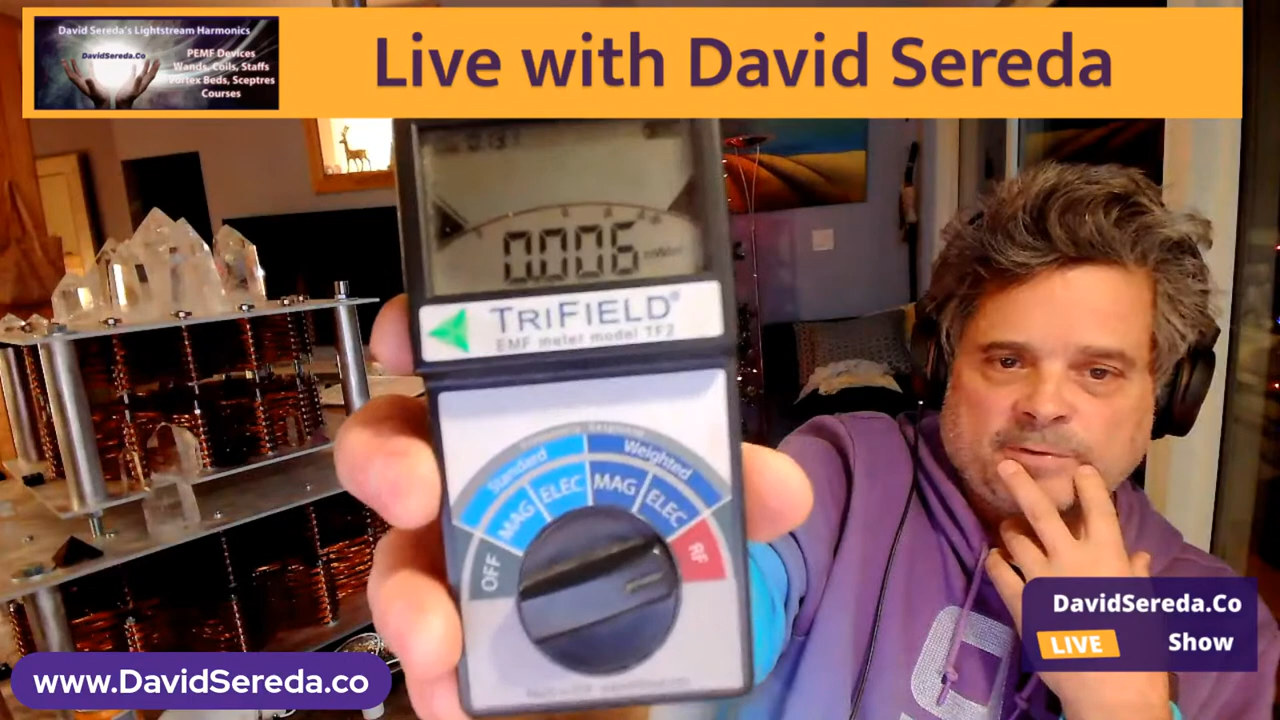 David Sereda's Lightstream Harmonics
DavidSereda.Co
PEMF Devices
Wands, Coils, Staffs
Vortex Beds, Sceptres
Courses
Live with David Sereda
0.006
TRIFIELD®
EMF meter model TF2
Frequency Response
Standard
Weighted
MAG
ELEC
MAG
ELEC
OFF
RF
DavidSereda.Co
LIVE
Show
www.DavidSereda.co